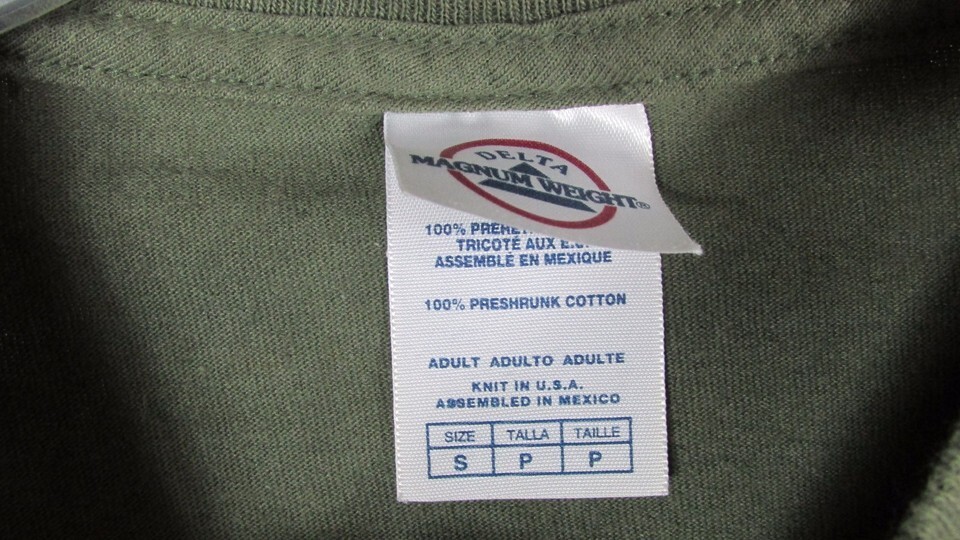 DELTA
MAGNUM WEIGHT®
100%
TRICOTÉ AUX
ASSEMBLÉ EN MEXIQUE
100% PRESHRUNK COTTON
ADULT ADULTO ADULTE
KNIT IN U.S.A.
ASSEMBLED IN MEXICO
SIZE TALLA TAILLE
S P P